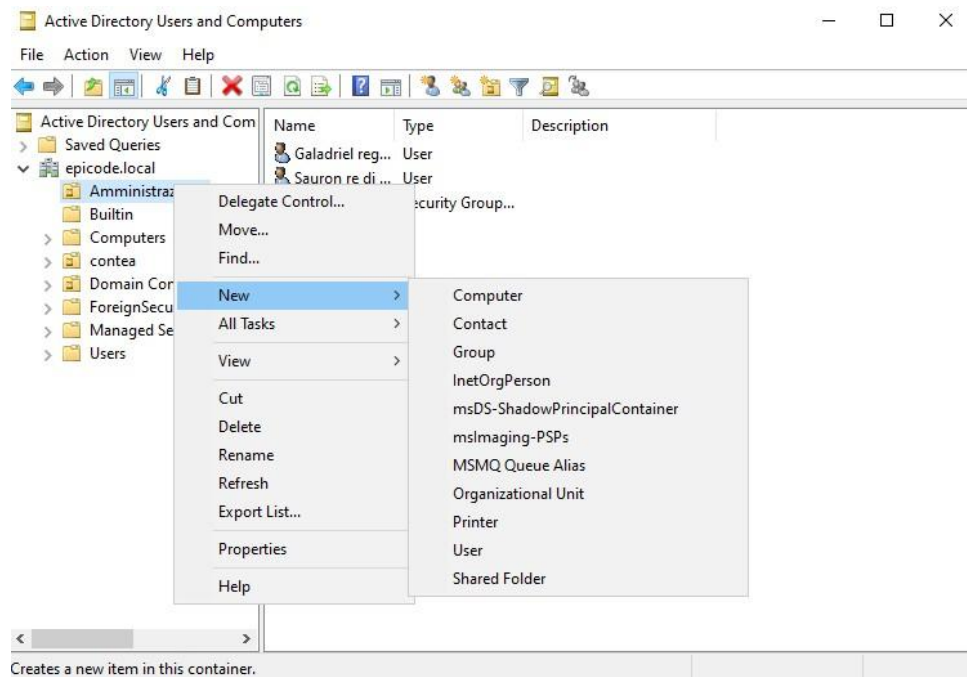 Active Directory Users and Computers
File Action View Help
Active Directory Users and Com
Saved Queries
epicode.local
Amministraz
Builtin
Computers
contea
Domain Cor
ForeignSecu
Managed Se
Users
Name Type Description
Galadriel reg... User
Sauron re di ... User
ecurity Group...
Delegate Control...
Move...
Find...
New
All Tasks
View
Cut
Delete
Rename
Refresh
Export List...
Properties
Help
Computer
Contact
Group
InetOrgPerson
msDS-ShadowPrincipalContainer
msImaging-PSPs
MSMQ Queue Alias
Organizational Unit
Printer
User
Shared Folder
Creates a new item in this container.